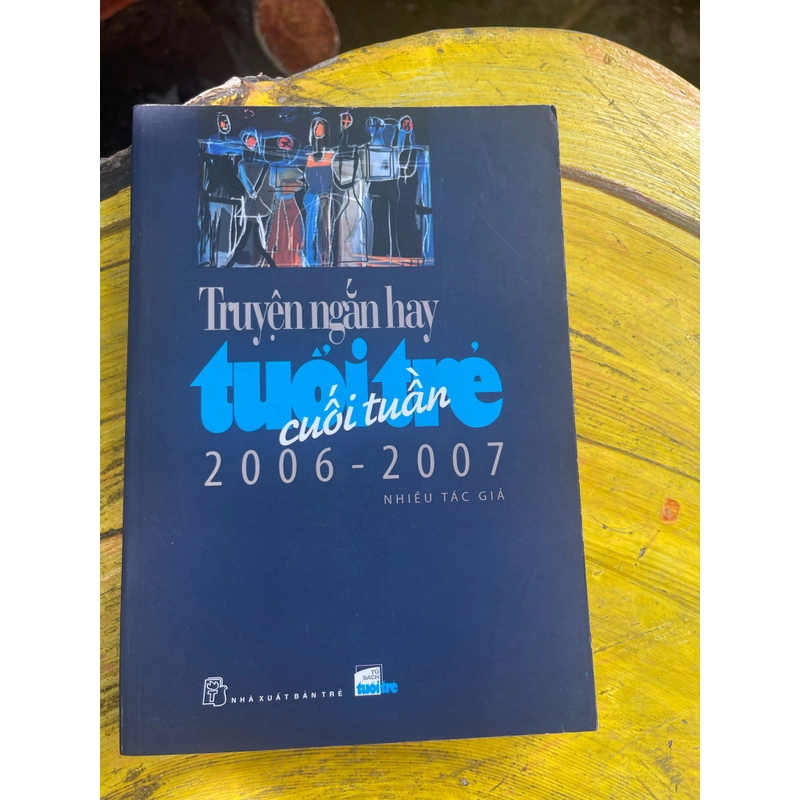 Truyện ngắn hay
tuổi trẻ
cuối tuần
2006 - 2007
NHIỀU TÁC GIẢ
NHÀ XUẤT BẢN TRẺ
TỦ
SÁCH
tuổi trẻ